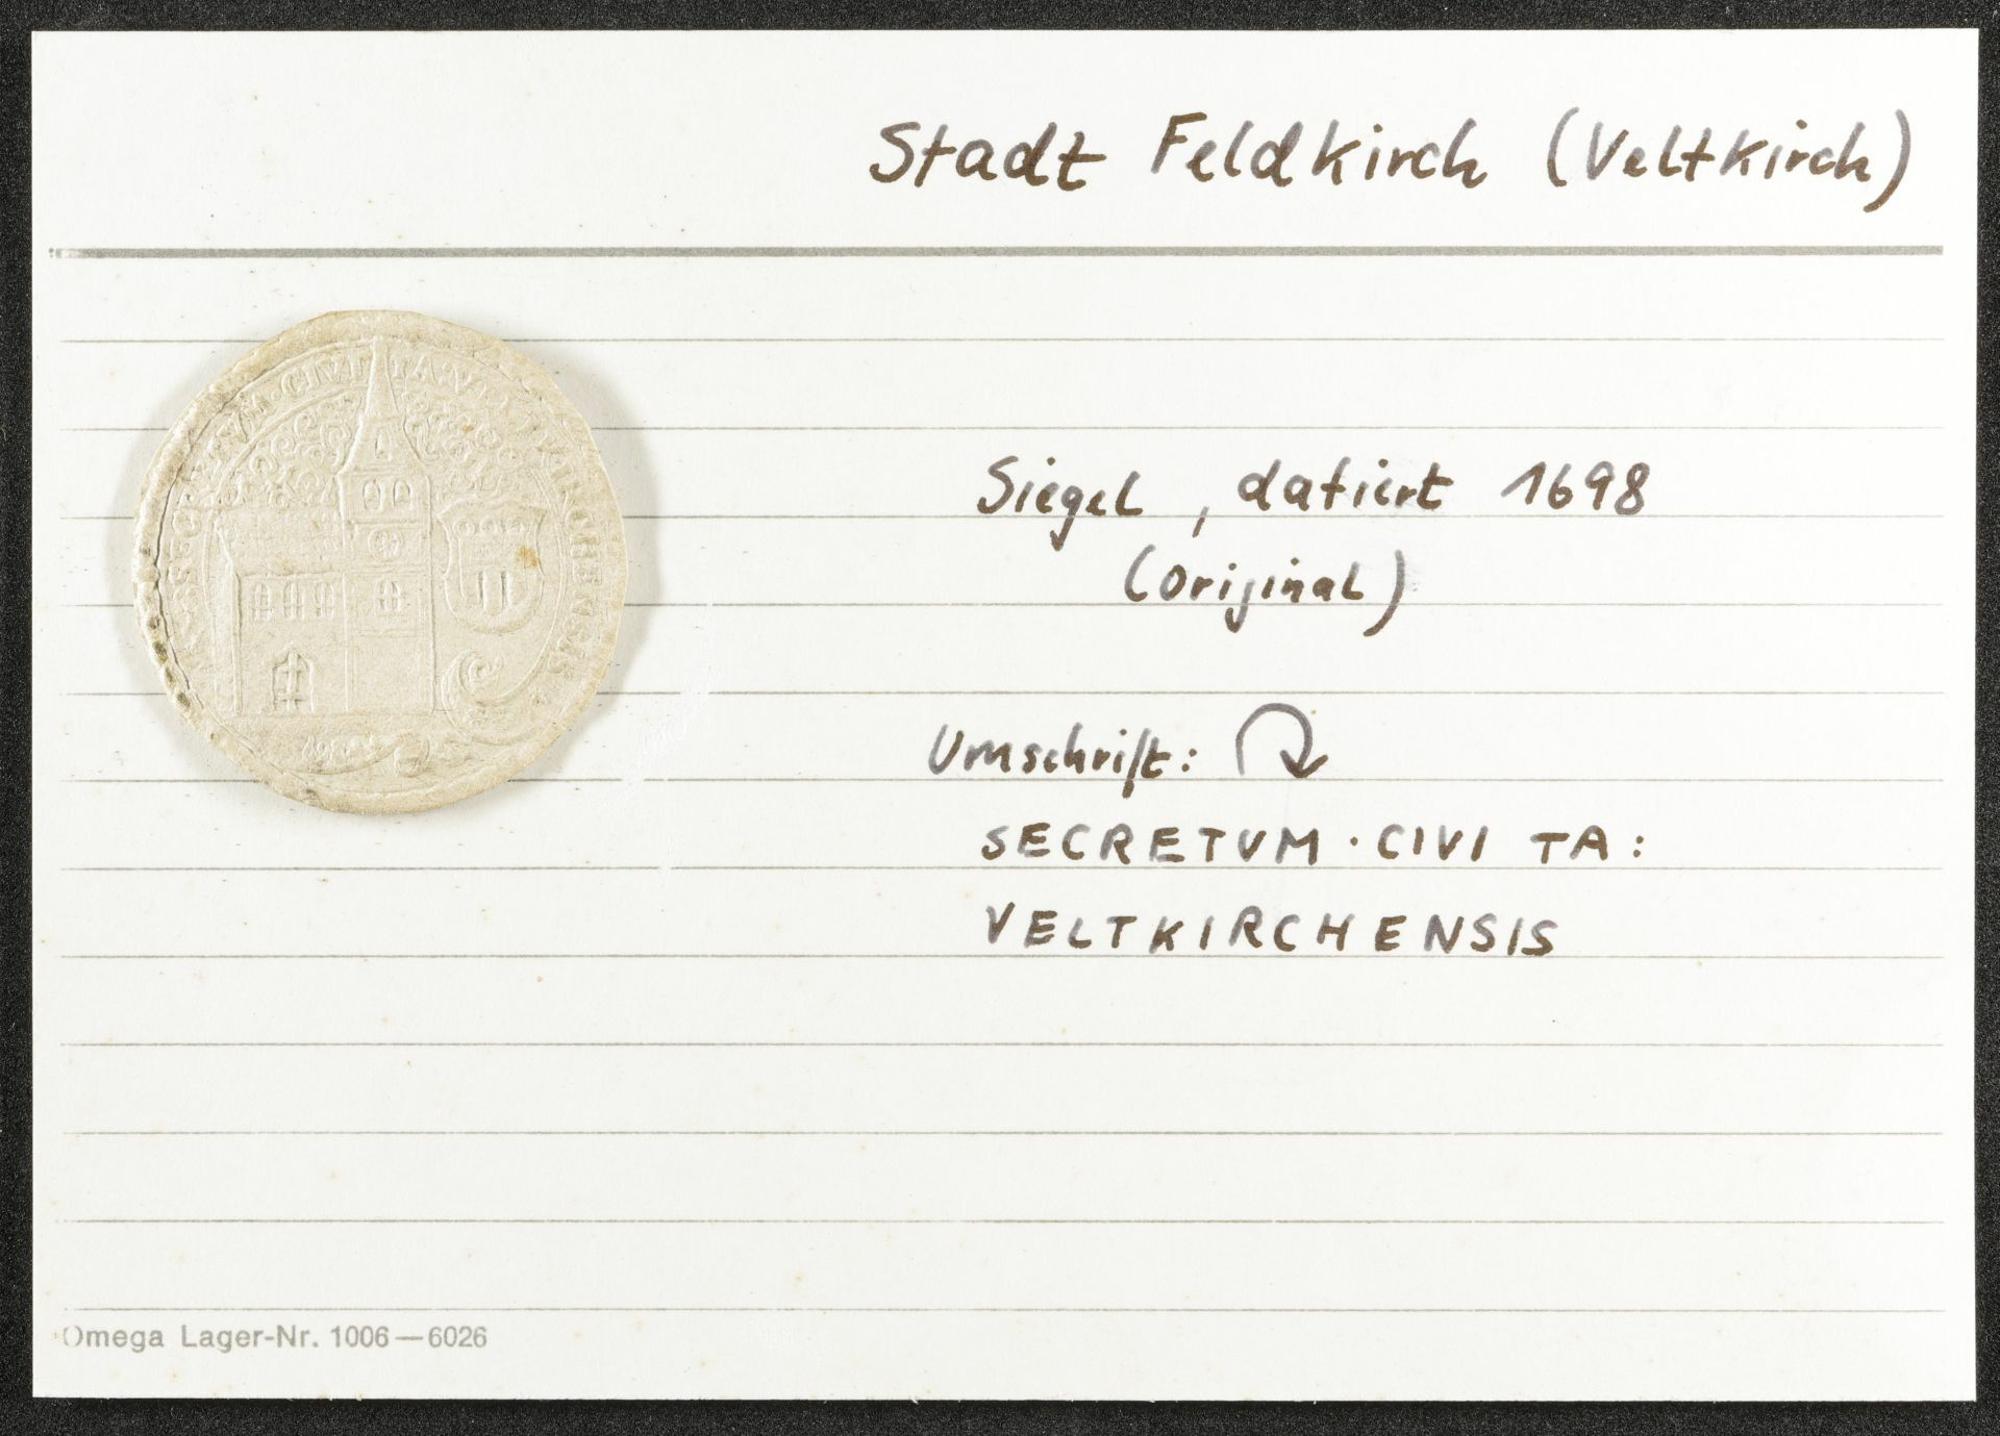 Stadt Feldkirch (Veltkirch)
Siegel, datiert 1698
(Original)
Umschrift:
SECRETVM · CIVI TA:
VELTKIRCHENSIS
Omega Lager-Nr. 1006—6026